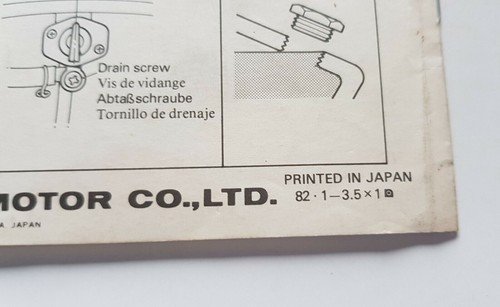 Drain screw
Vis de vidange
Abtaßschraube
Tornillo de drenaje
MOTOR CO.,LTD.
PRINTED IN JAPAN
82・1—3.5×1
A JAPAN